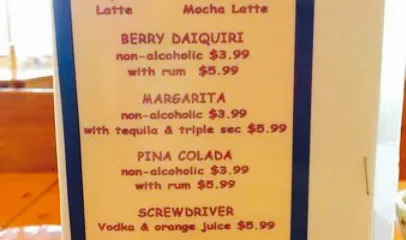 Latte Mocha Latte
BERRY DAIQUIRI
non-alcoholic $3.99
with rum $5.99
MARGARITA
non-alcoholic $3.99
with tequila & triple sec $5.99
PINA COLADA
non-alcoholic $3.99
with rum $5.99
SCREWDRIVER
Vodka & orange juice $5.99